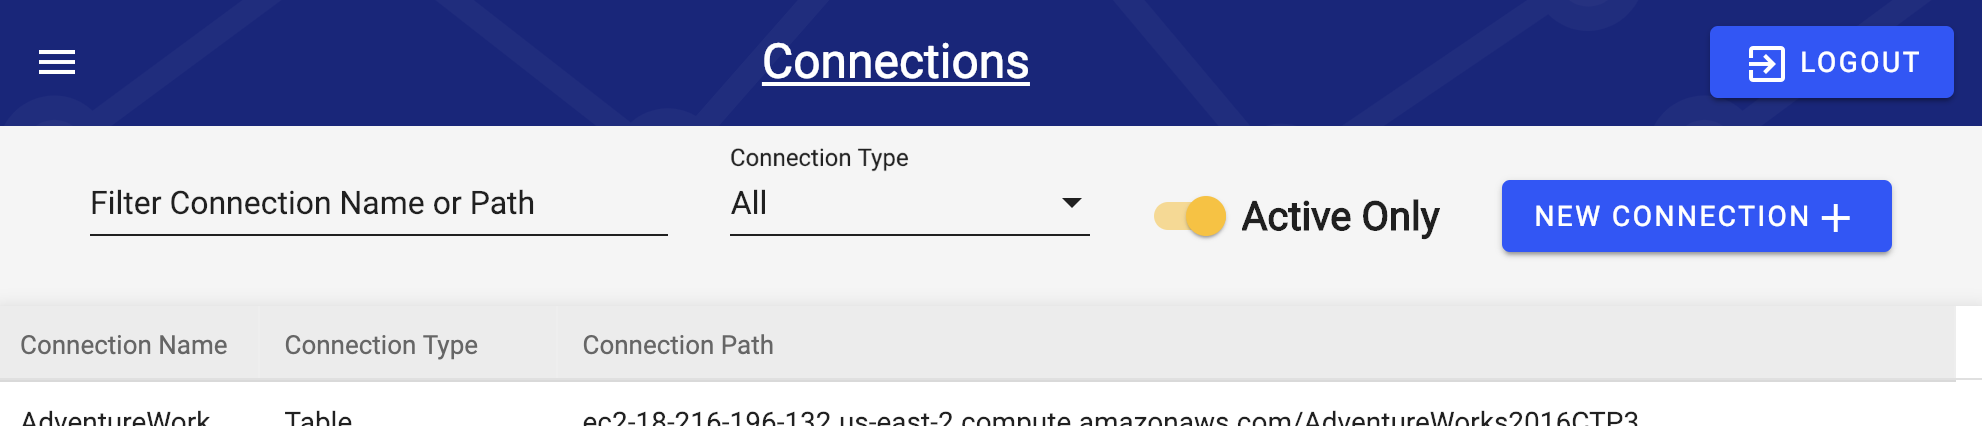 Connections
LOGOUT
Connection Type
Filter Connection Name or Path
All
Active Only
NEW CONNECTION +
Connection Name Connection Type Connection Path
AdventureWork Table ec2-18-216-196-132.us-east-2.compute.amazonaws.com/AdventureWorks2016CTP3